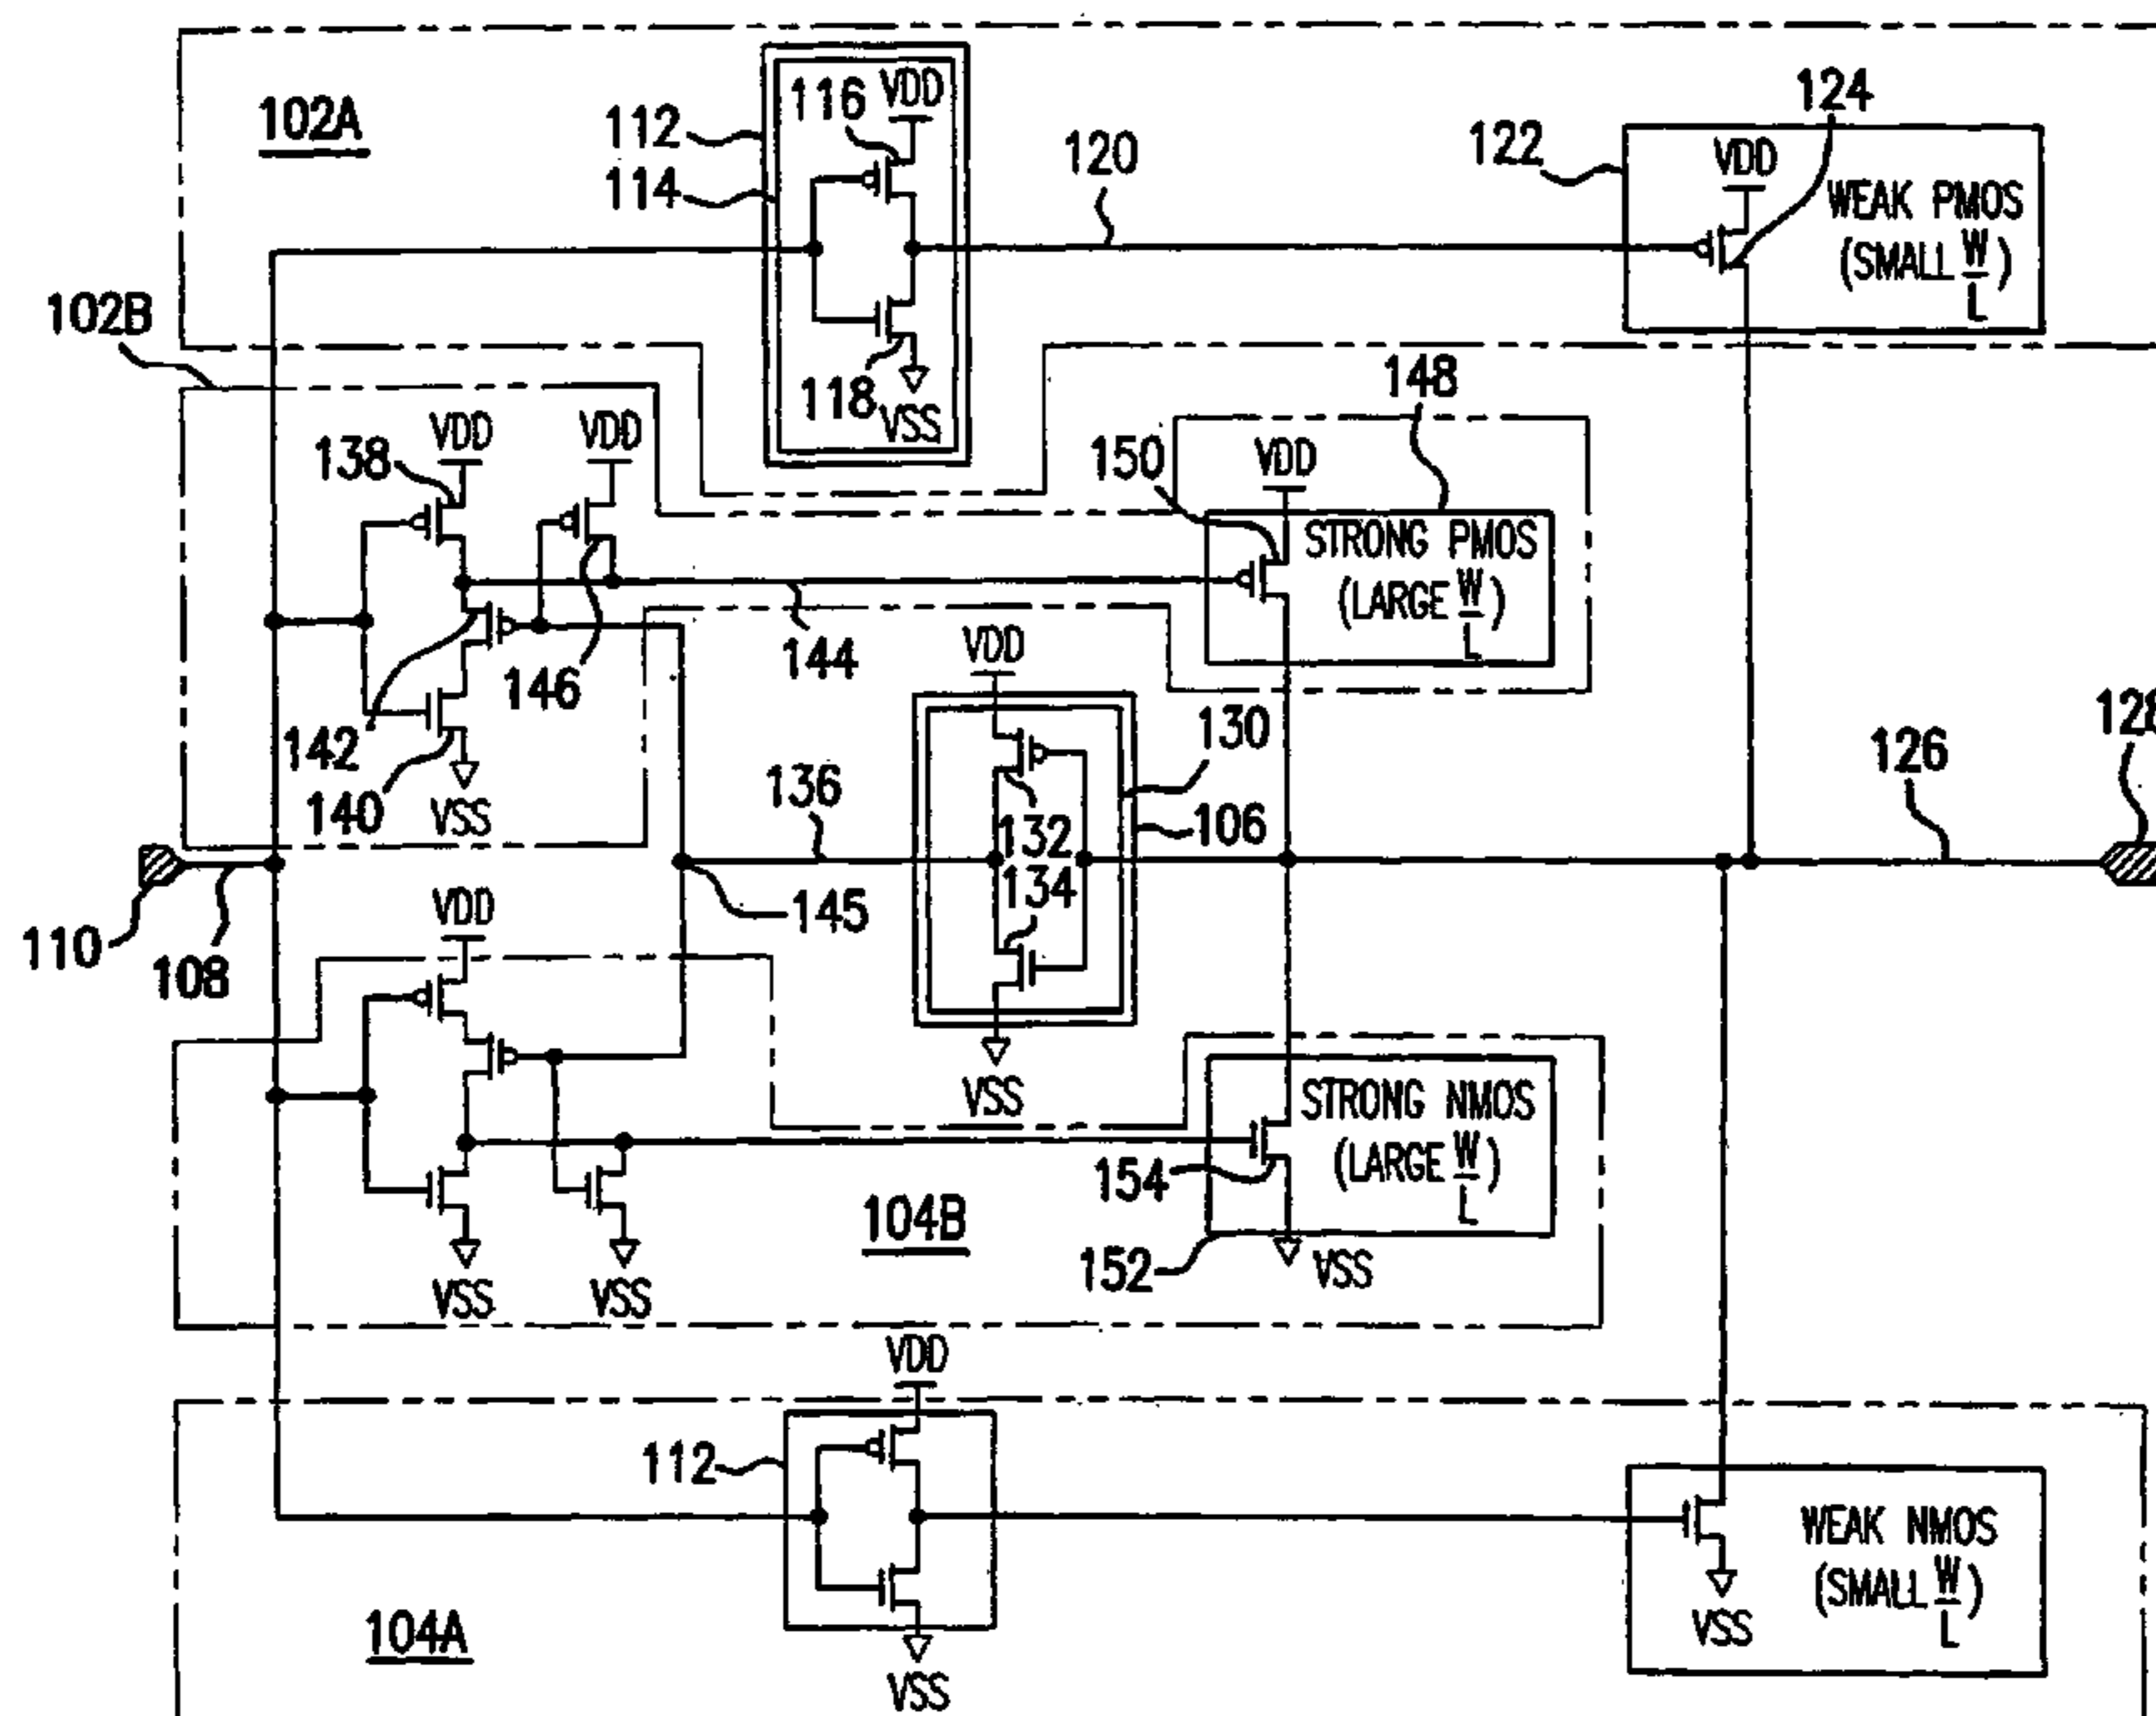 102A
112
114
116
VDD
120
122
124
VDD
WEAK PMOS
(SMALL W/L)
118
VSS
102B
138
VDD
VDD
148
150
VDD
STRONG PMOS
(LARGE W/L)
144
146
142
140
VSS
VDD
130
106
136
132
134
126
128
110
108
145
VDD
VSS
STRONG NMOS
(LARGE W/L)
154
104B
152
VSS
VSS
VSS
VDD
112
WEAK NMOS
(SMALL W/L)
VSS
104A
VSS